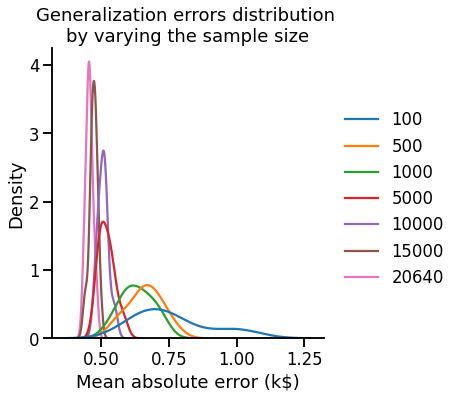 Generalization errors distribution
by varying the sample size
4
3
2
1
0
Density
0.50 0.75 1.00 1.25
Mean absolute error (k$)
100
500
1000
5000
10000
15000
20640